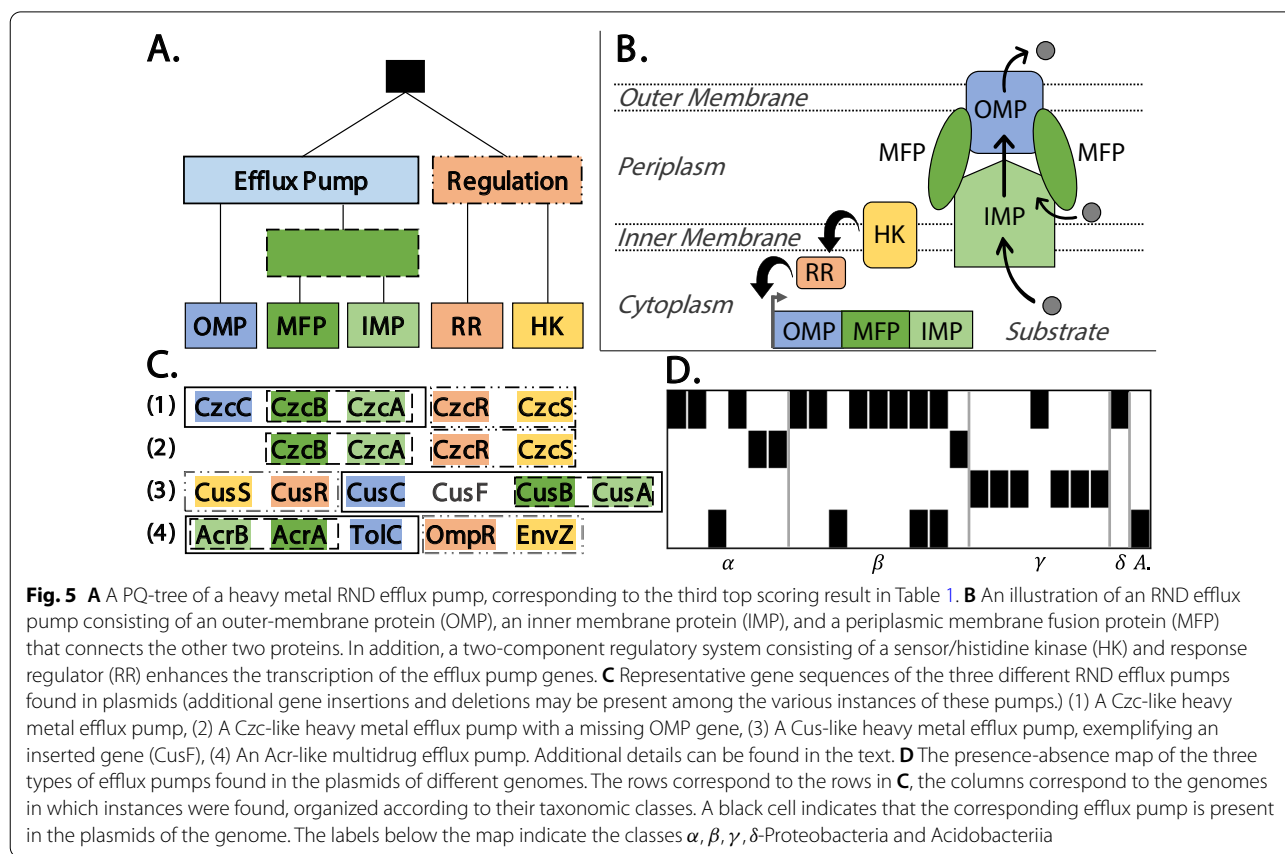 A.
Efflux Pump
Regulation
OMP
MFP
IMP
RR
HK
B.
Outer Membrane
OMP
MFP
MFP
Periplasm
IMP
HK
Inner Membrane
RR
Cytoplasm
OMP
MFP
IMP
Substrate
C.
(1) CzcC CzcB CzcA CzcR CzcS
(2) CzcB CzcA CzcR CzcS
(3) CusS CusR CusC CusF CusB CusA
(4) AcrB AcrA TolC OmpR EnvZ
D.
α β γ δ A.
Fig. 5 A A PQ-tree of a heavy metal RND efflux pump, corresponding to the third top scoring result in Table 1. B An illustration of an RND efflux
pump consisting of an outer-membrane protein (OMP), an inner membrane protein (IMP), and a periplasmic membrane fusion protein (MFP)
that connects the other two proteins. In addition, a two-component regulatory system consisting of a sensor/histidine kinase (HK) and response
regulator (RR) enhances the transcription of the efflux pump genes. C Representative gene sequences of the three different RND efflux pumps
found in plasmids (additional gene insertions and deletions may be present among the various instances of these pumps.) (1) A Czc-like heavy
metal efflux pump, (2) A Czc-like heavy metal efflux pump with a missing OMP gene, (3) A Cus-like heavy metal efflux pump, exemplifying an
inserted gene (CusF), (4) An Acr-like multidrug efflux pump. Additional details can be found in the text. D The presence-absence map of the three
types of efflux pumps found in the plasmids of different genomes. The rows correspond to the rows in C, the columns correspond to the genomes
in which instances were found, organized according to their taxonomic classes. A black cell indicates that the corresponding efflux pump is present
in the plasmids of the genome. The labels below the map indicate the classes α, β, γ, δ-Proteobacteria and Acidobacteriia